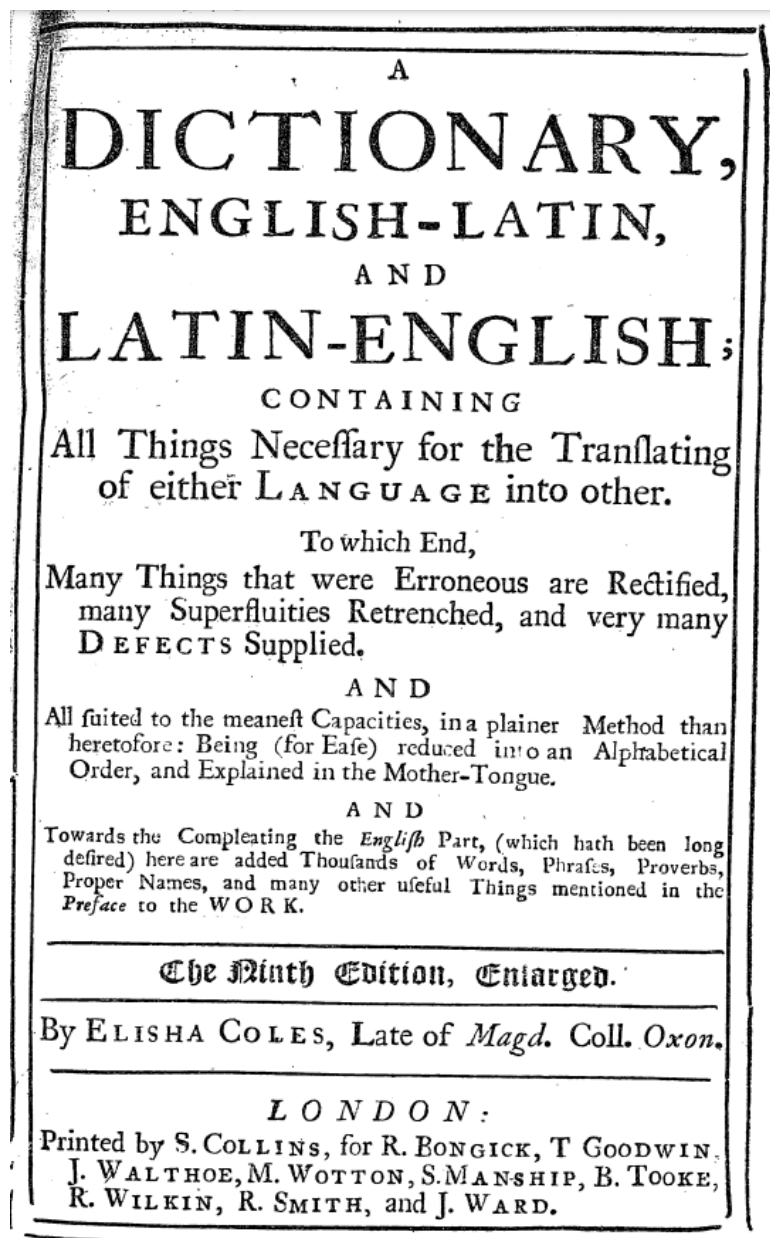 A
DICTIONARY,
ENGLISH-LATIN,
AND
LATIN-ENGLISH;
CONTAINING
All Things Neceſſary for the Tranſlating
of either LANGUAGE into other.
To which End,
Many Things that were Erroneous are Rectified,
many Superfluities Retrenched, and very many
DEFECTS Supplied.
AND
All ſuited to the meaneſt Capacities, in a plainer Method than
heretofore: Being (for Eaſe) reduced into an Alphabetical
Order, and Explained in the Mother-Tongue.
AND
Towards the Compleating the Engliſh Part, (which hath been long
deſired) here are added Thouſands of Words, Phraſes, Proverbs,
Proper Names, and many other uſeful Things mentioned in the
Preface to the WORK.
The Ninth Edition, Enlarged.
By ELISHA COLES, Late of Magd. Coll. Oxon.
LONDON:
Printed by S. COLLINS, for R. BONGICK, T GOODWIN,
J. WALTHOE, M. WOTTON, S. MANSHIP, B. TOOKE,
R. WILKIN, R. SMITH, and J. WARD.